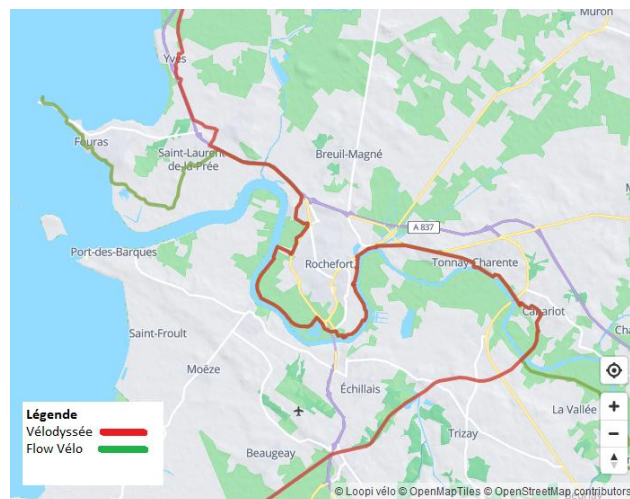 Muron
Yves
Fouras
Saint-Laurent
de-la-Prée
Breuil-Magné
A 837
Port-des-Barques
Rochefort
Tonnay-Charente
Cabariot
Saint-Froult
Moëze
Échillais
La Vallée
Trizay
Beaugeay
Légende
Vélodyssée
Flow Vélo
© Loopi vélo © OpenMapTiles © OpenStreetMap contributors